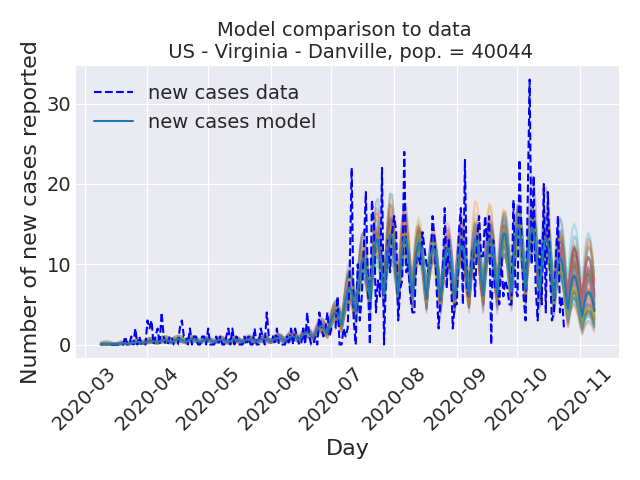 Model comparison to data
US - Virginia - Danville, pop. = 40044
Number of new cases reported
30
20
10
0
new cases data
new cases model
2020-03
2020-04
2020-05
2020-06
2020-07
2020-08
2020-09
2020-10
2020-11
Day